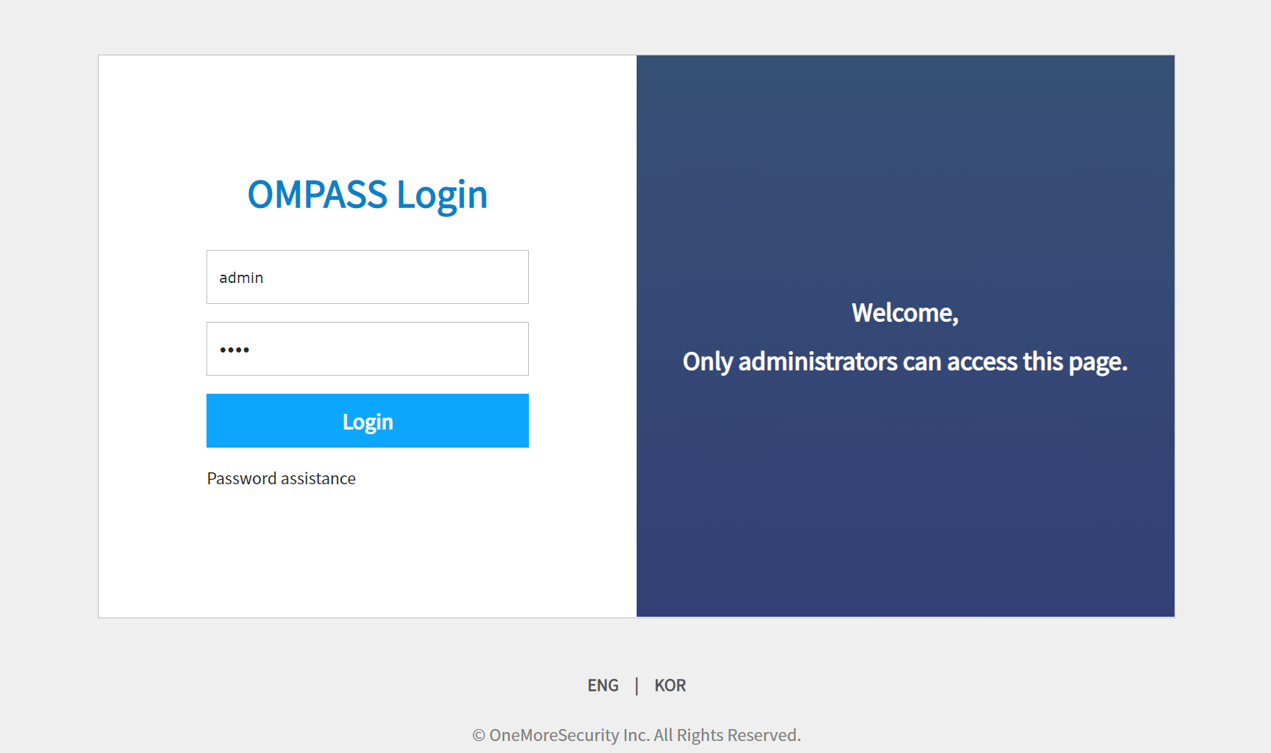 OMPASS Login
admin
••••
Login
Password assistance
Welcome,
Only administrators can access this page.
ENG | KOR
© OneMoreSecurity Inc. All Rights Reserved.